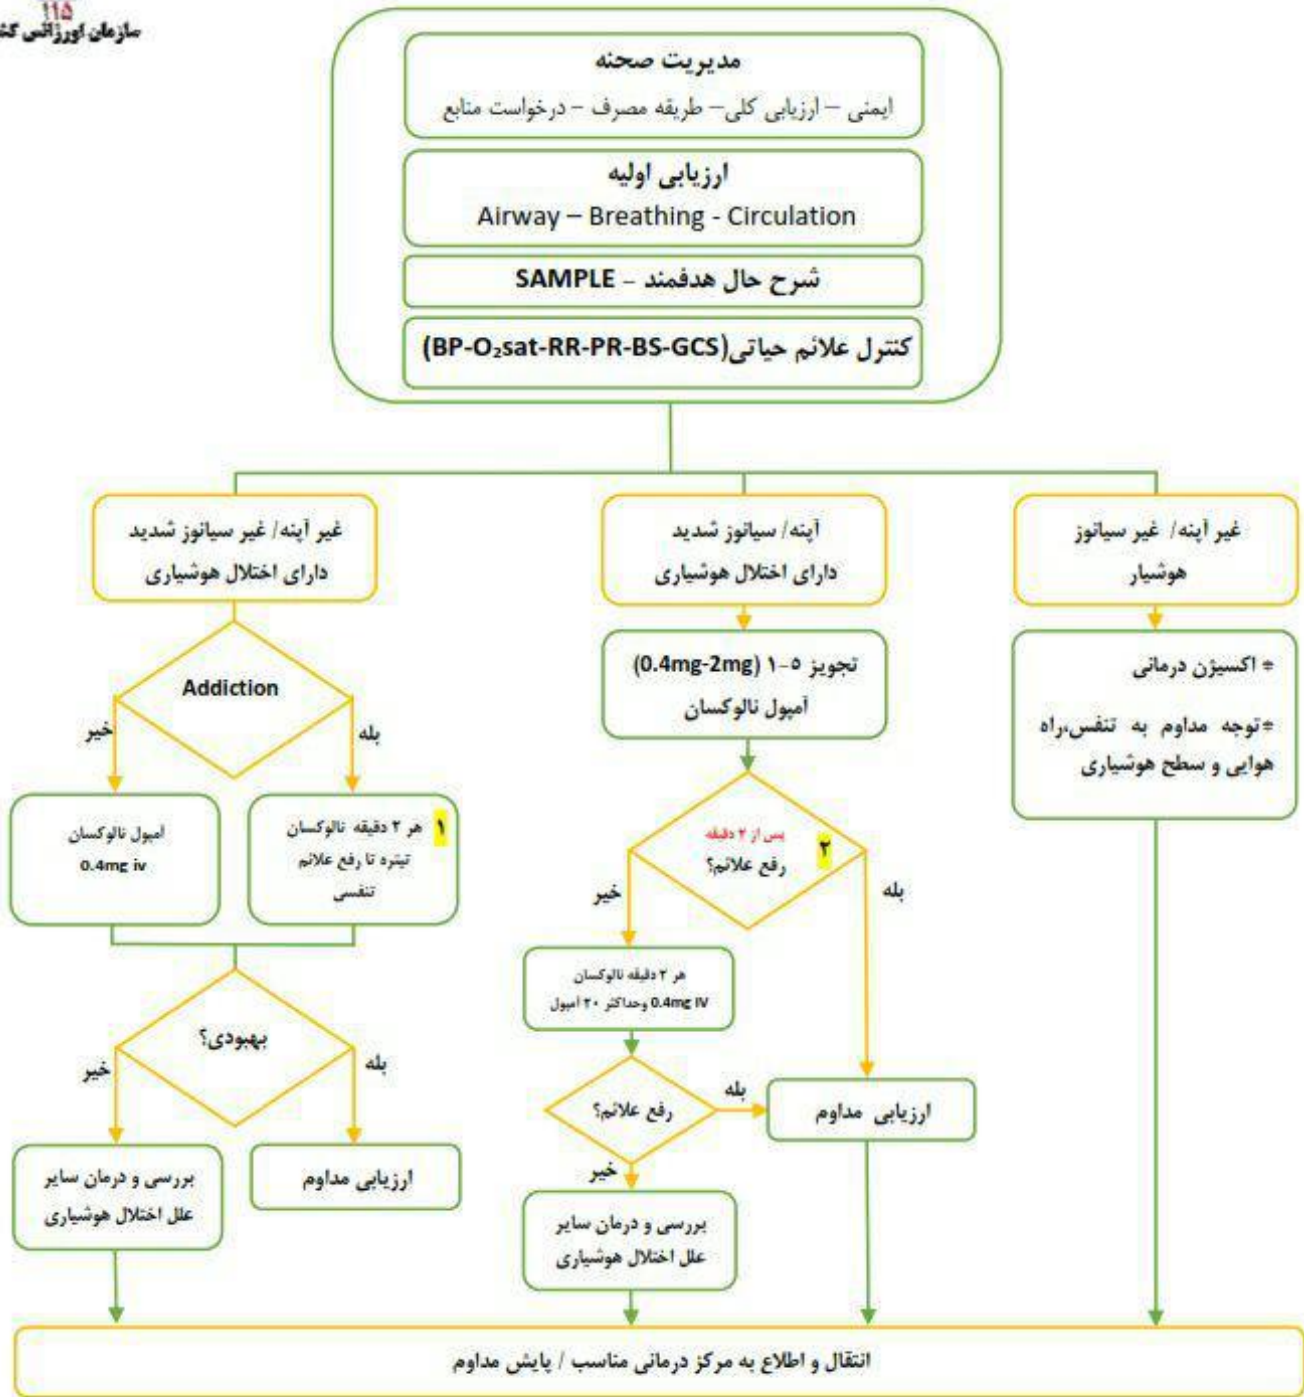 ۱۱۵
سازمان اورژانس
مدیریت صحنه
ایمنی – ارزیابی کلی – طریقه مصرف – درخواست منابع
ارزیابی اولیه
Airway – Breathing - Circulation
شرح حال هدفمند – SAMPLE
کنترل علائم حیاتی(BP-O₂sat-RR-PR-BS-GCS)
غیر آپنه/ غیر سیانوز
هوشیار
آپنه/ سیانوز شدید
دارای اختلال هوشیاری
غیر آپنه/ غیر سیانوز شدید
دارای اختلال هوشیاری
* اکسیژن درمانی
*توجه مداوم به تنفس،راه
هوایی و سطح هوشیاری
تجویز ۵-۱ (0.4mg-2mg)
آمپول نالوکسان
۲
پس از ۲ دقیقه
رفع علائم؟
بله
خیر
هر ۲ دقیقه نالوکسان
0.4mg IV وحداکثر ۲۰ آمپول
رفع علائم؟
بله
خیر
ارزیابی مداوم
بررسی و درمان سایر
علل اختلال هوشیاری
Addiction
بله
خیر
۱
هر ۲ دقیقه نالوکسان
تیتره تا رفع علائم
تنفسی
آمپول نالوکسان
0.4mg iv
بهبودی؟
بله
خیر
ارزیابی مداوم
بررسی و درمان سایر
علل اختلال هوشیاری
انتقال و اطلاع به مرکز درمانی مناسب / پایش مداوم